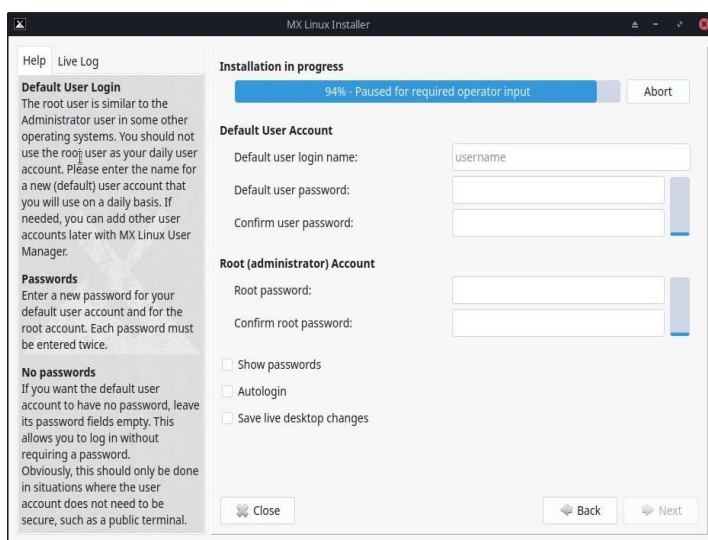 MX Linux Installer
Help Live Log
Default User Login
The root user is similar to the
Administrator user in some other
operating systems. You should not
use the root user as your daily user
account. Please enter the name for
a new (default) user account that
you will use on a daily basis. If
needed, you can add other user
accounts later with MX Linux User
Manager.
Passwords
Enter a new password for your
default user account and for the
root account. Each password must
be entered twice.
No passwords
If you want the default user
account to have no password, leave
its password fields empty. This
allows you to log in without
requiring a password.
Obviously, this should only be done
in situations where the user
account does not need to be
secure, such as a public terminal.
Installation in progress
94% - Paused for required operator input
Abort
Default User Account
Default user login name: username
Default user password:
Confirm user password:
Root (administrator) Account
Root password:
Confirm root password:
Show passwords
Autologin
Save live desktop changes
Close Back Next